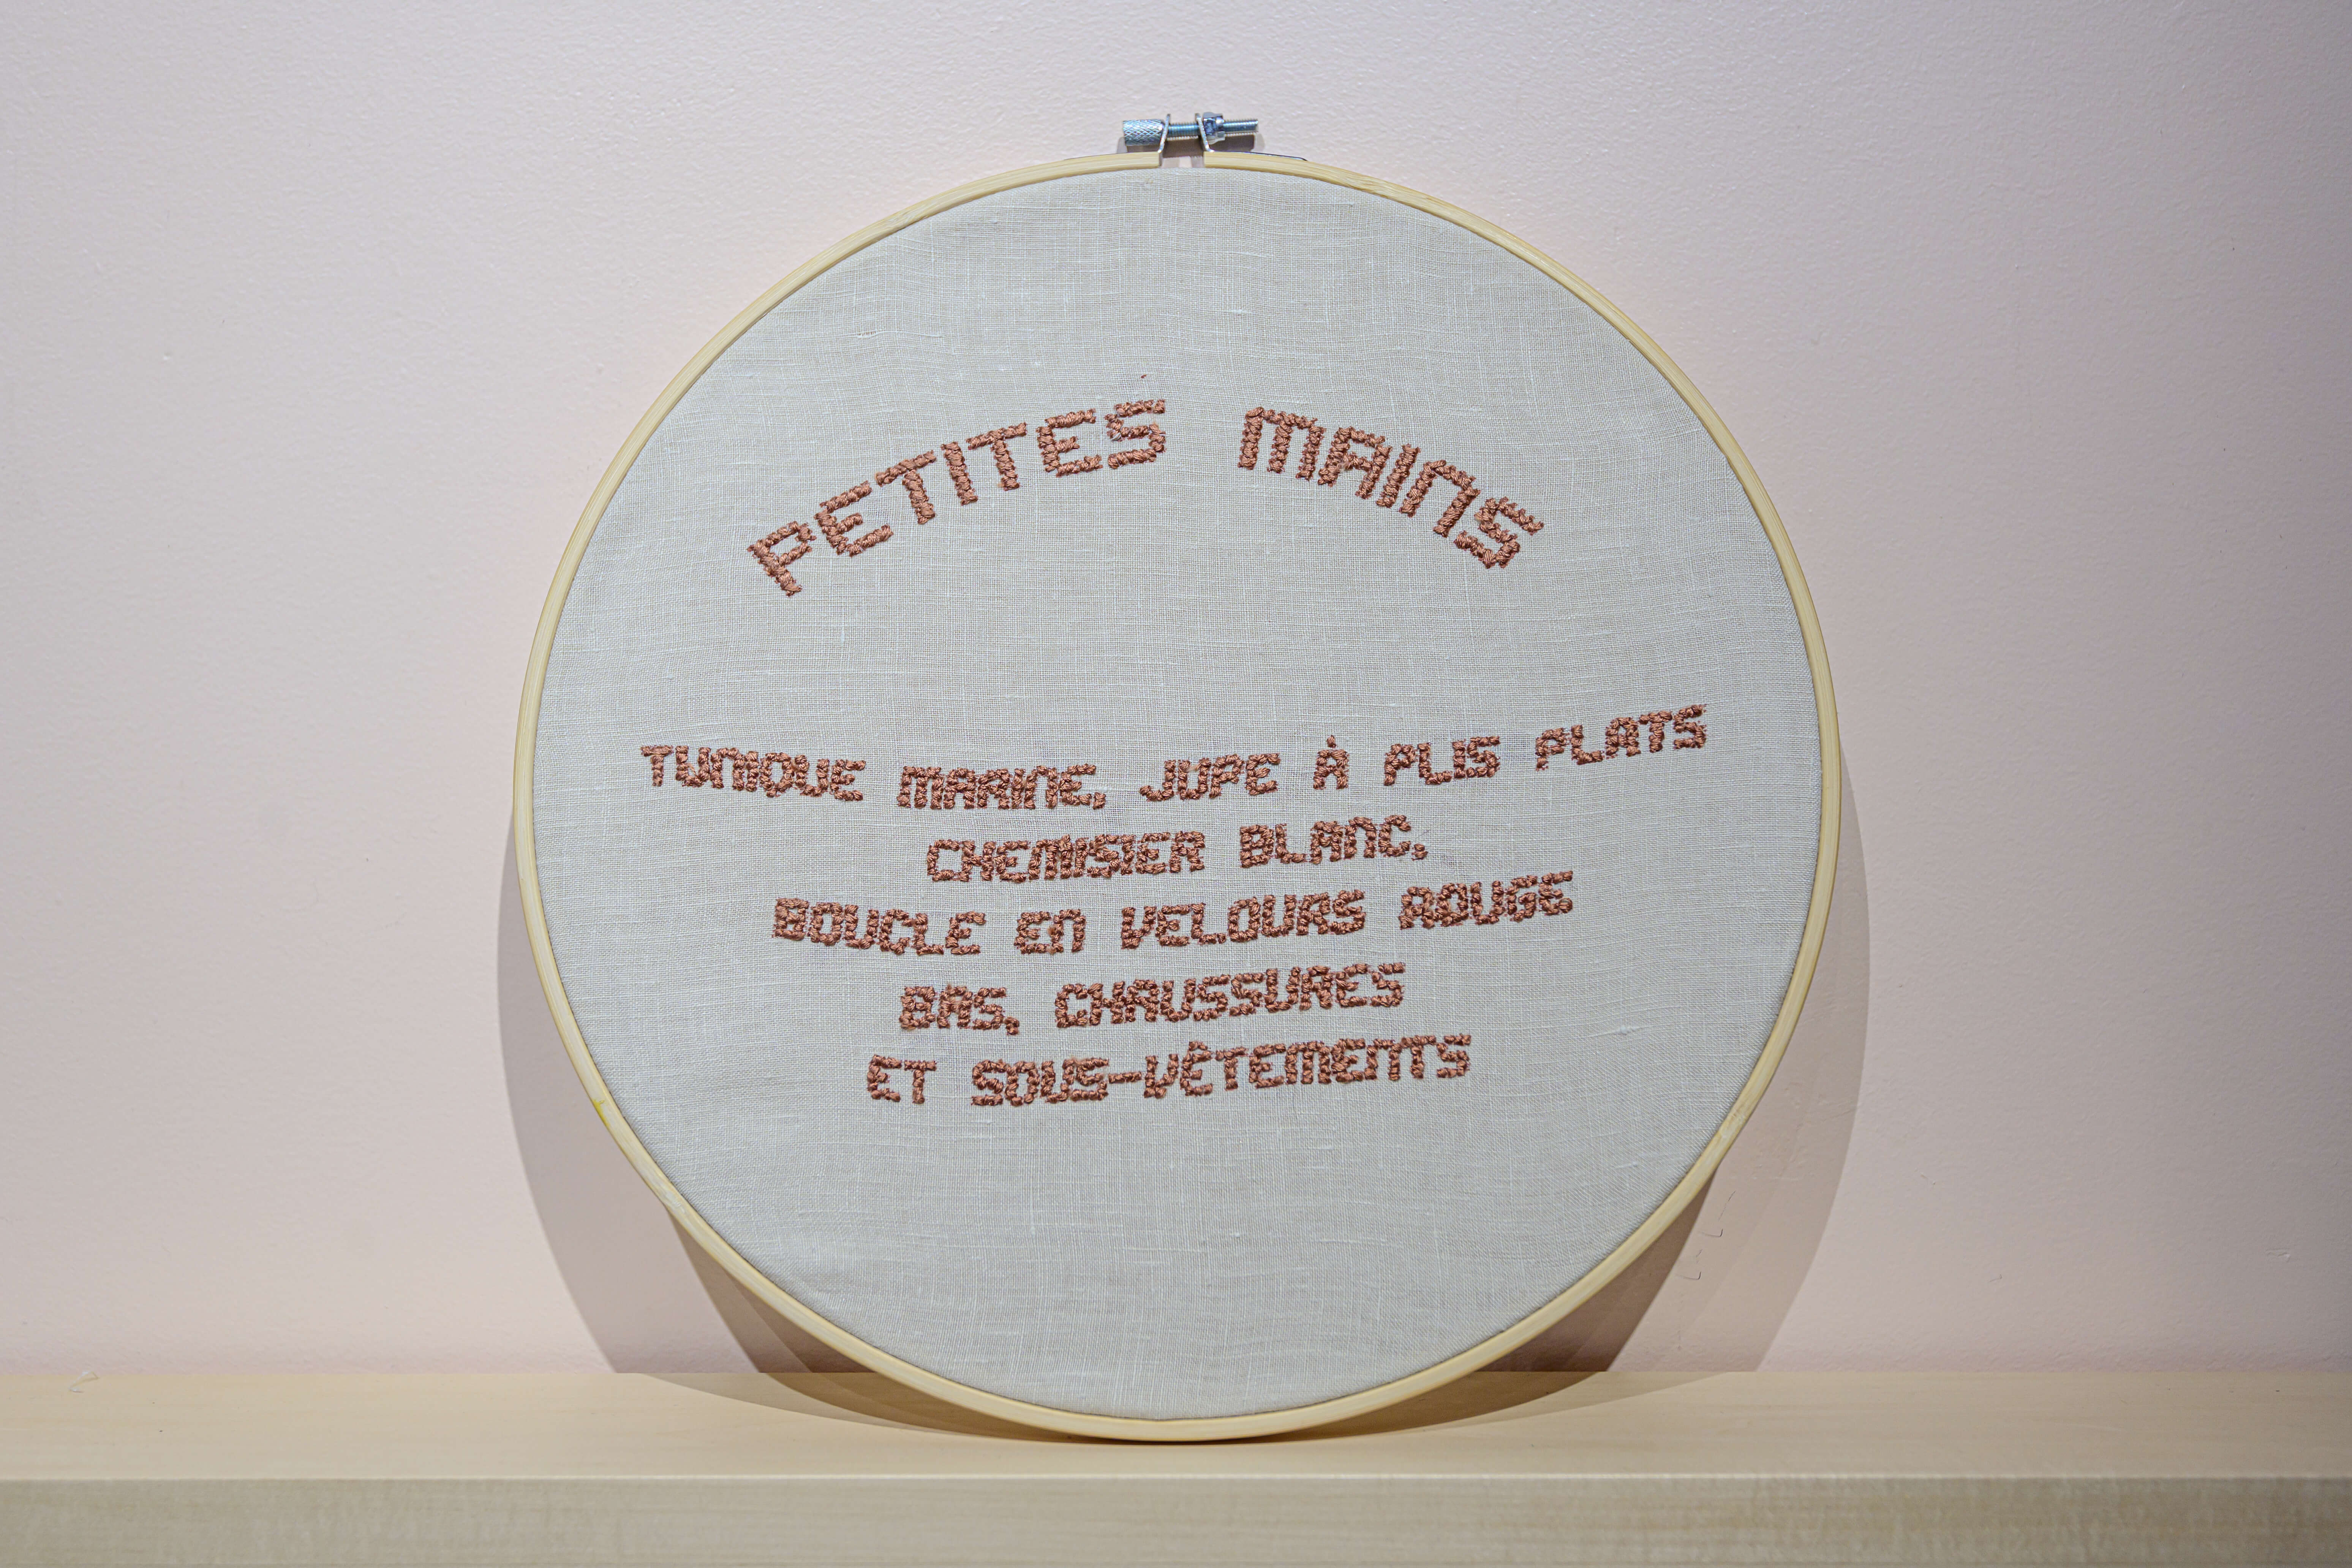 PETITES MAINS
TUNIQUE MARINE, JUPE À PLIS PLATS
CHEMISIER BLANC,
BOUCLE EN VELOURS ROUGE
BAS, CHAUSSURES
ET SOUS-VÊTEMENTS